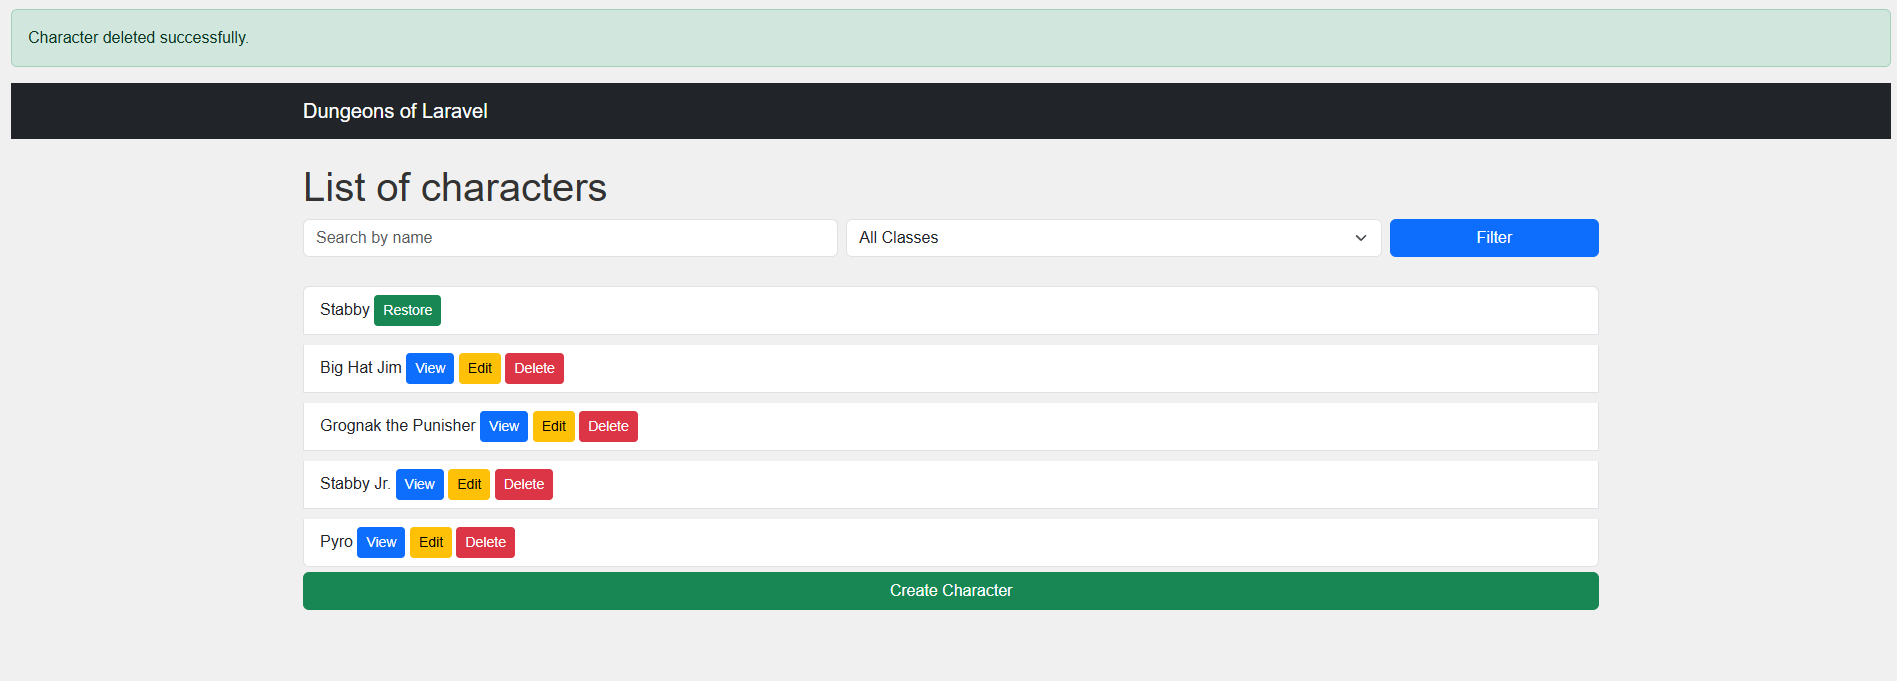 Character deleted successfully.
Dungeons of Laravel
List of characters
Search by name All Classes Filter
Stabby Restore
Big Hat Jim View Edit Delete
Grognak the Punisher View Edit Delete
Stabby Jr. View Edit Delete
Pyro View Edit Delete
Create Character